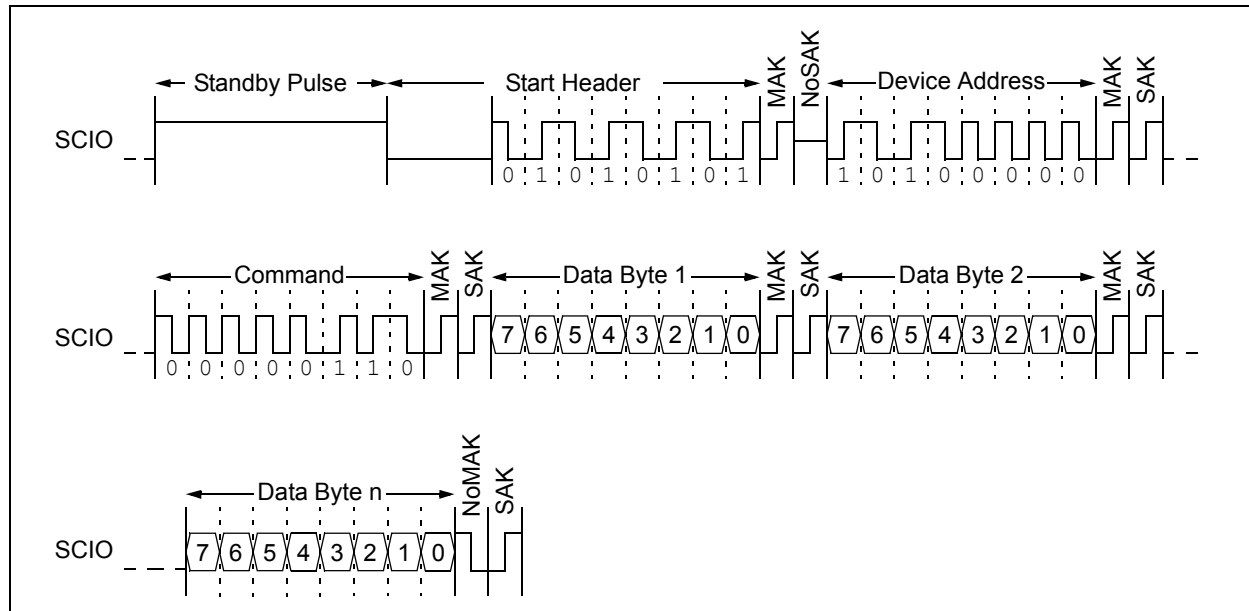 Standby Pulse Start Header MAK NoSAK Device Address MAK SAK
SCIO
0 1 0 1 0 1 0 1 1 0 1 0 0 0 0 0
Command MAK SAK Data Byte 1 MAK SAK Data Byte 2 MAK SAK
SCIO 7 6 5 4 3 2 1 0 7 6 5 4 3 2 1 0
0 0 0 0 0 1 1 0
Data Byte n NoMAK SAK
SCIO 7 6 5 4 3 2 1 0